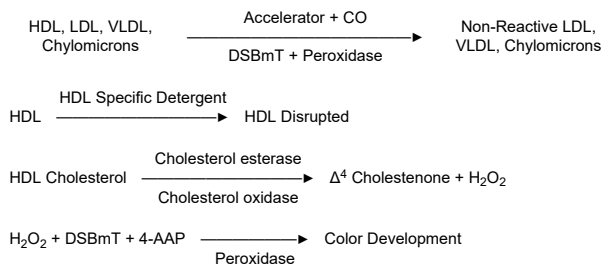 Accelerator + CO
HDL, LDL, VLDL, Non-Reactive LDL,
Chylomicrons VLDL, Chylomicrons
DSBmT + Peroxidase
HDL Specific Detergent
HDL HDL Disrupted
Cholesterol esterase
HDL Cholesterol Δ⁴ Cholestenone + H₂O₂
Cholesterol oxidase
H₂O₂ + DSBmT + 4-AAP Color Development
Peroxidase